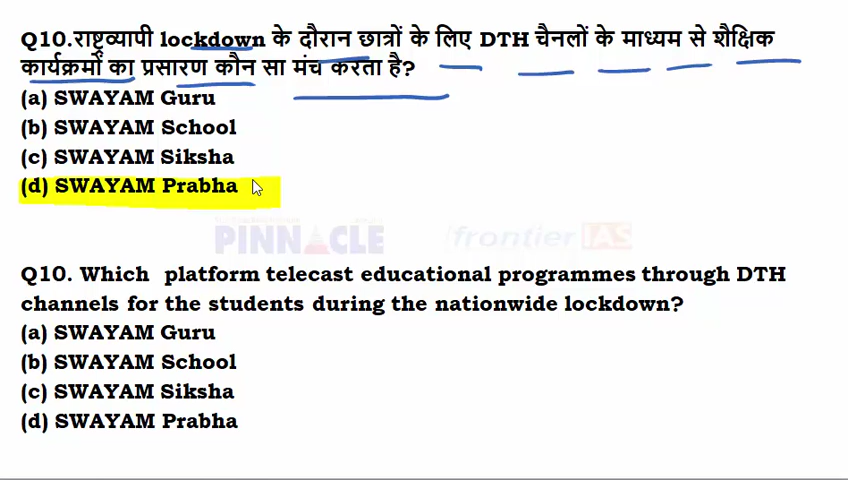 Q10.राष्ट्रव्यापी lockdown के दौरान छात्रों के लिए DTH चैनलों के माध्यम से शैक्षिक
कार्यक्रमों का प्रसारण कौन सा मंच करता है?
(a) SWAYAM Guru
(b) SWAYAM School
(c) SWAYAM Siksha
(d) SWAYAM Prabha
PINNACLE frontier IAS
Q10. Which platform telecast educational programmes through DTH
channels for the students during the nationwide lockdown?
(a) SWAYAM Guru
(b) SWAYAM School
(c) SWAYAM Siksha
(d) SWAYAM Prabha